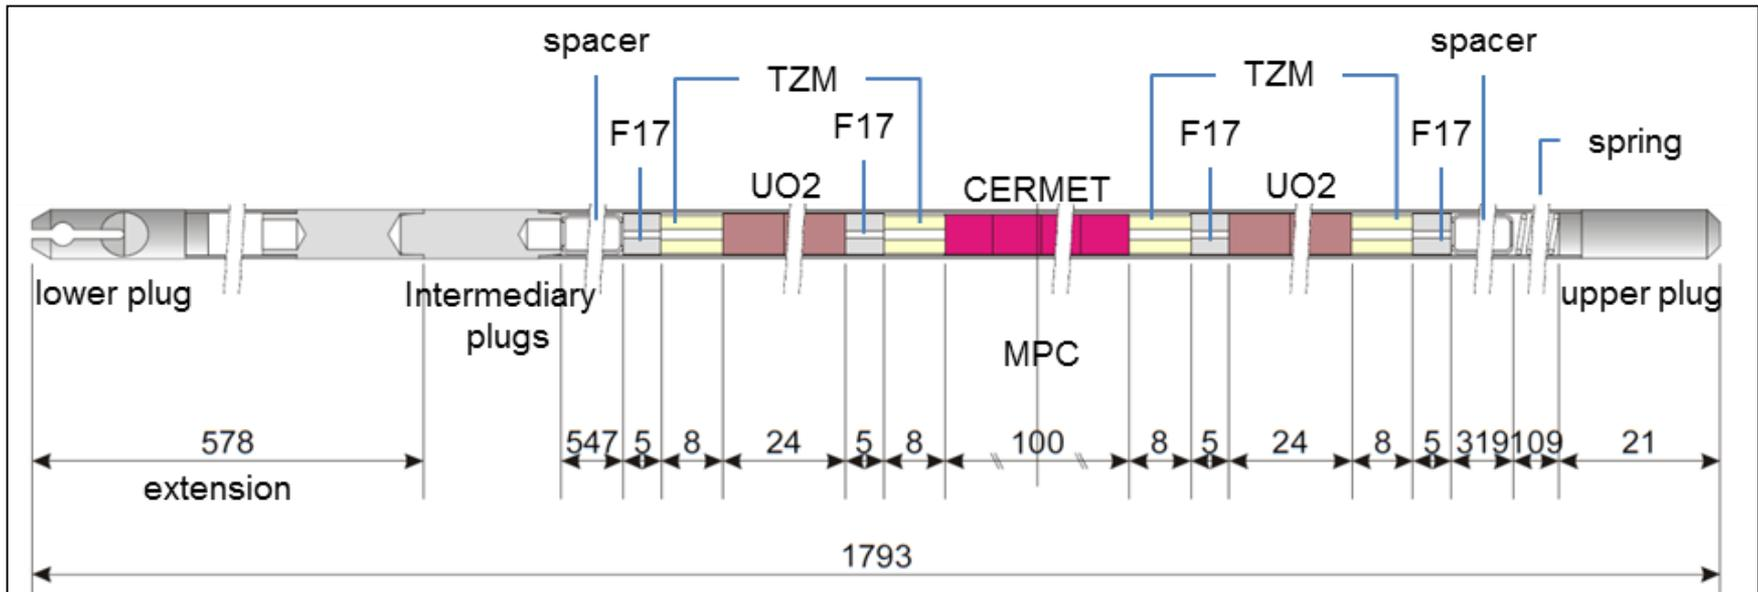 spacer
spacer
TZM
TZM
F17
F17
F17
F17
spring
UO2
CERMET
UO2
lower plug
Intermediary
plugs
upper plug
MPC
578
547
5
8
24
5
8
100
8
5
24
8
5
319
109
21
extension
1793